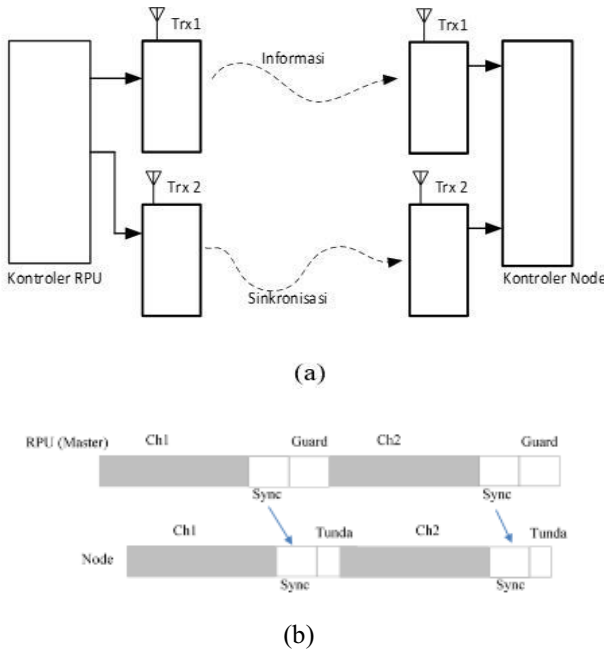 Trx1
Trx1
Informasi
Trx 2
Trx 2
Kontroler RPU
Sinkronisasi
Kontroler Node
(a)
RPU (Master)
Ch1
Guard
Ch2
Guard
Sync
Sync
Ch1
Tunda
Ch2
Tunda
Node
Sync
Sync
(b)